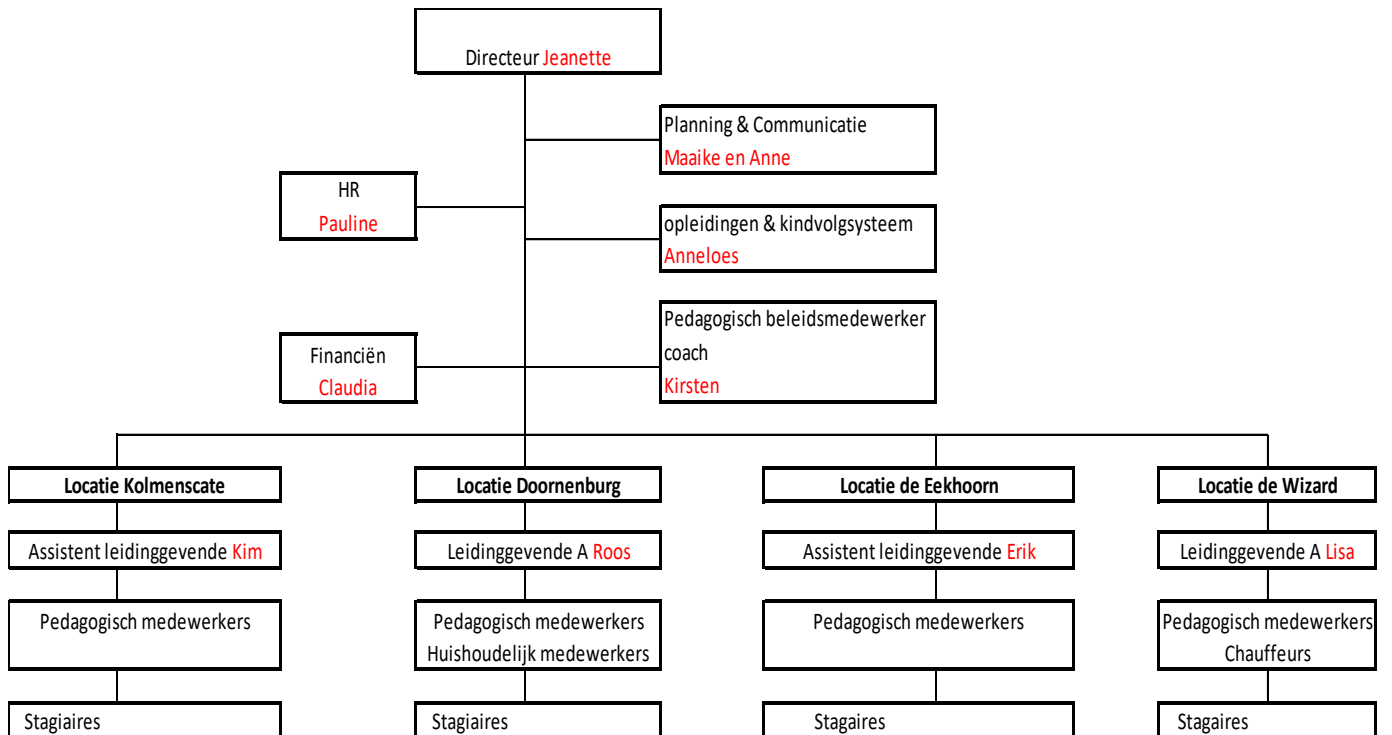 Directeur Jeanette
Planning & Communicatie
Maaike en Anne
HR
Pauline
opleidingen & kindvolgsysteem
Anneloes
Pedagogisch beleidsmedewerker
coach
Kirsten
Financiën
Claudia
Locatie Kolmenscate
Locatie Doornenburg
Locatie de Eekhoorn
Locatie de Wizard
Assistent leidinggevende Kim
Leidinggevende A Roos
Assistent leidinggevende Erik
Leidinggevende A Lisa
Pedagogisch medewerkers
Pedagogisch medewerkers
Huishoudelijk medewerkers
Pedagogisch medewerkers
Pedagogisch medewerkers
Chauffeurs
Stagiaires
Stagiaires
Stagaires
Stagaires